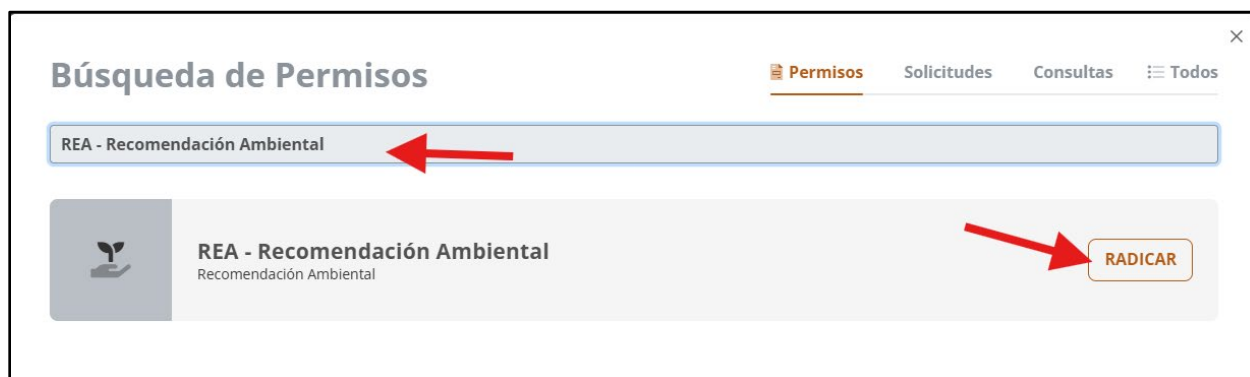 Búsqueda de Permisos
Permisos Solicitudes Consultas Todos
REA - Recomendación Ambiental
REA - Recomendación Ambiental
Recomendación Ambiental
RADICAR